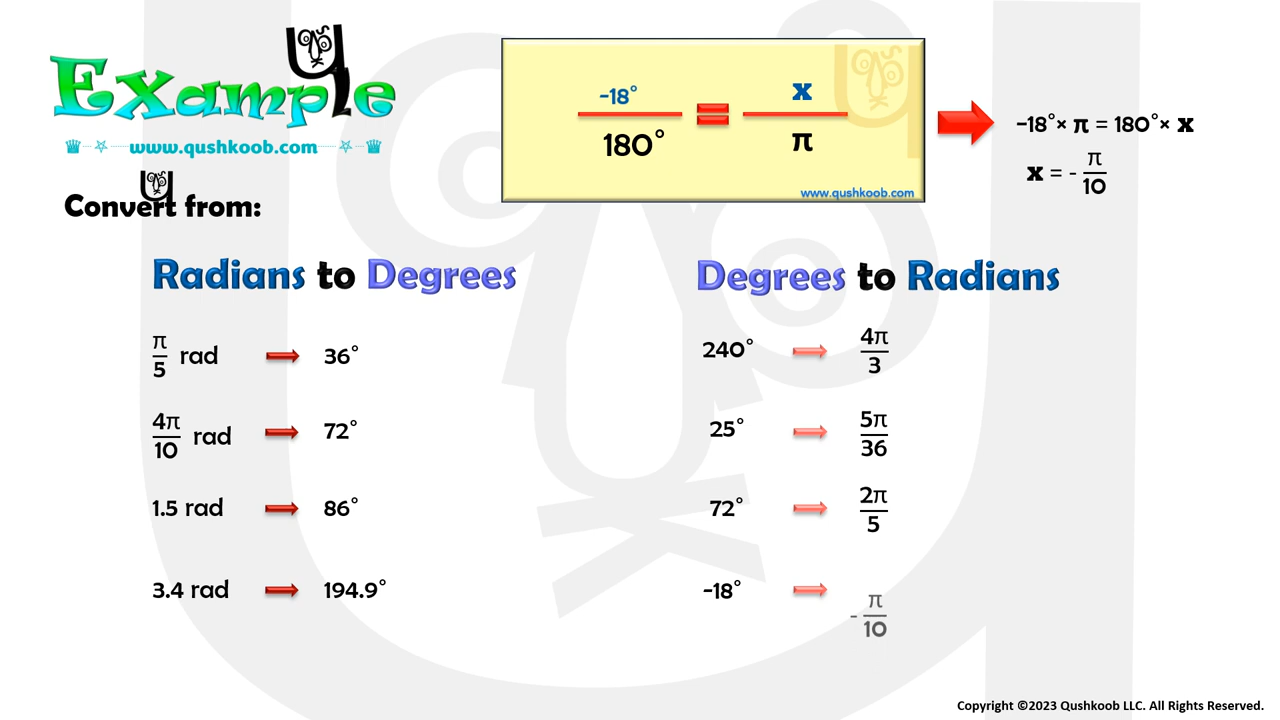 Example
www.qushkoob.com
Convert from:
-18° / 180° = x / π
www.qushkoob.com
-18°× π = 180°× x
x = - π/10
Radians to Degrees
π/5 rad 36°
4π/10 rad 72°
1.5 rad 86°
3.4 rad 194.9°
Degrees to Radians
240° 4π/3
25° 5π/36
72° 2π/5
-18° - π/10
Copyright ©2023 Qushkoob LLC. All Rights Reserved.